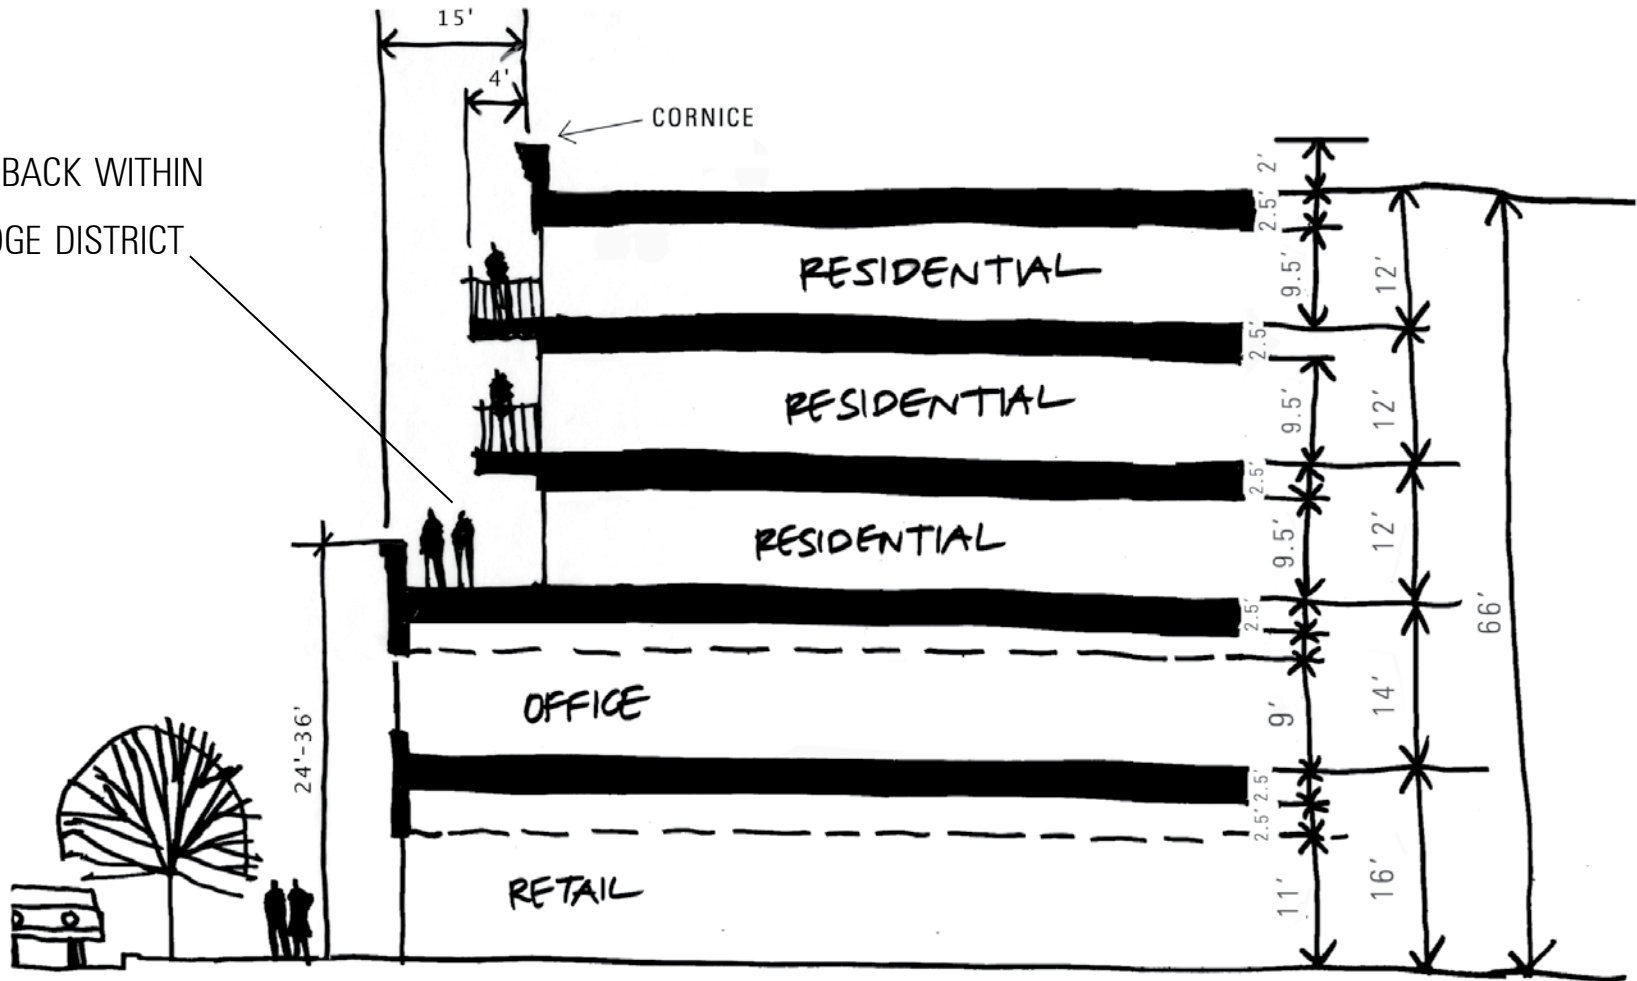 15'
4'
CORNICE
BACK WITHIN
DGE DISTRICT
2'
2.5'
RESIDENTIAL
9.5'
12'
2.5'
RESIDENTIAL
9.5'
12'
2.5'
RESIDENTIAL
9.5'
12'
2.5'
66'
OFFICE
9'
14'
24'-36'
2.5'
2.5'
RETAIL
11'
16'